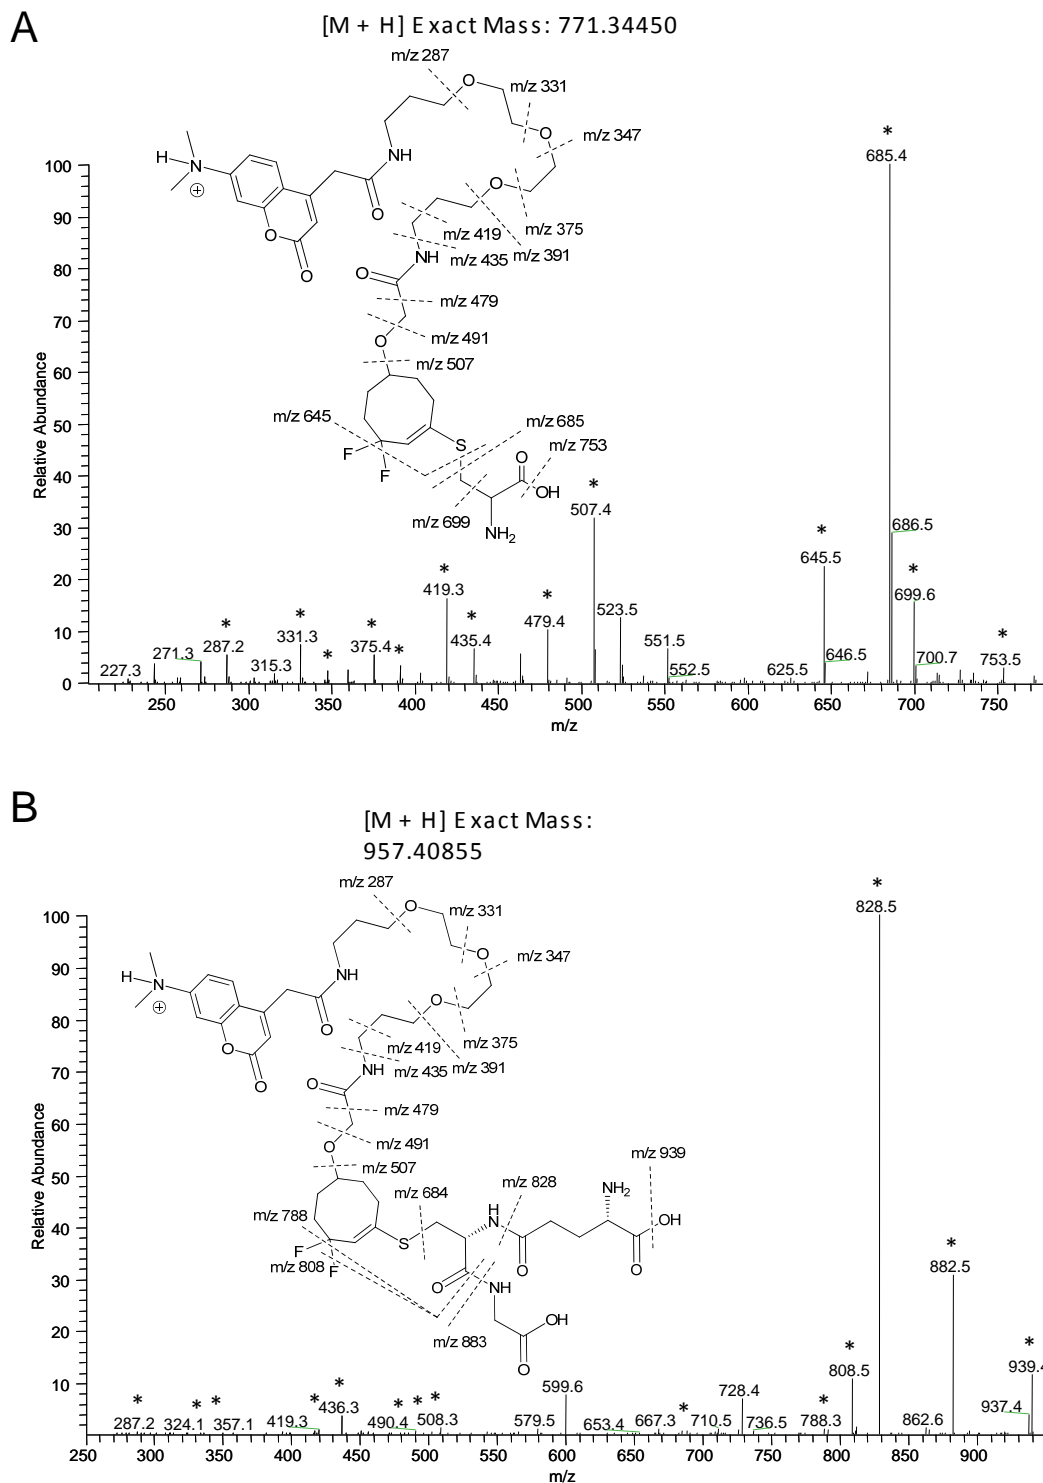 A
[M + H] Exact Mass: 771.34450
m/z 287
O
m/z 331
O
m/z 347
*
685.4
H
N
⊕
NH
O
O
O
O
m/z 375
m/z 419
m/z 391
NH
m/z 435
O
m/z 479
m/z 491
O
m/z 507
m/z 645
m/z 685
S
m/z 753
F
F
O
OH
m/z 699
NH2
100
90
80
70
60
50
40
30
20
10
0
Relative Abundance
227.3
271.3
*
287.2
315.3
*
331.3
*
*
375.4
*
*
419.3
*
435.4
*
479.4
*
507.4
523.5
551.5
552.5
625.5
*
645.5
646.5
686.5
*
699.6
700.7
*
753.5
250 300 350 400 450 500 550 600 650 700 750
m/z
B
[M + H] Exact Mass:
957.40855
m/z 287
O
m/z 331
O
m/z 347
*
828.5
H
N
⊕
NH
O
O
O
O
m/z 375
m/z 419
m/z 391
NH
m/z 435
O
m/z 479
m/z 491
O
m/z 507
m/z 939
m/z 684
m/z 828
NH2
H
N
OH
m/z 788
F
F
S
O
O
m/z 808
O
NH
m/z 883
OH
O
100
90
80
70
60
50
40
30
20
10
Relative Abundance
*
287.2
*
324.1
*
357.1
*
419.3
*
436.3
*
490.4
*
*
508.3
579.5
599.6
653.4
667.3
*
710.5
728.4
736.5
*
788.3
*
808.5
862.6
*
882.5
937.4
*
939.4
250 300 350 400 450 500 550 600 650 700 750 800 850 900
m/z